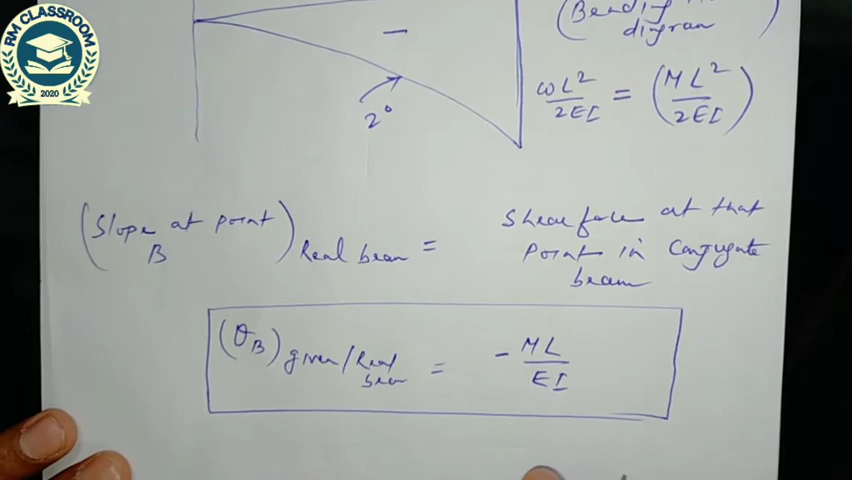 RM CLASSROOM
2020
(Bending
diagram)
2°
ωL²/2EI = (ML²/2EI)
(Slope at point B) Real beam = Shear force at that
point in Conjugate
beam
(θB) given/Real beam = - ML/EI